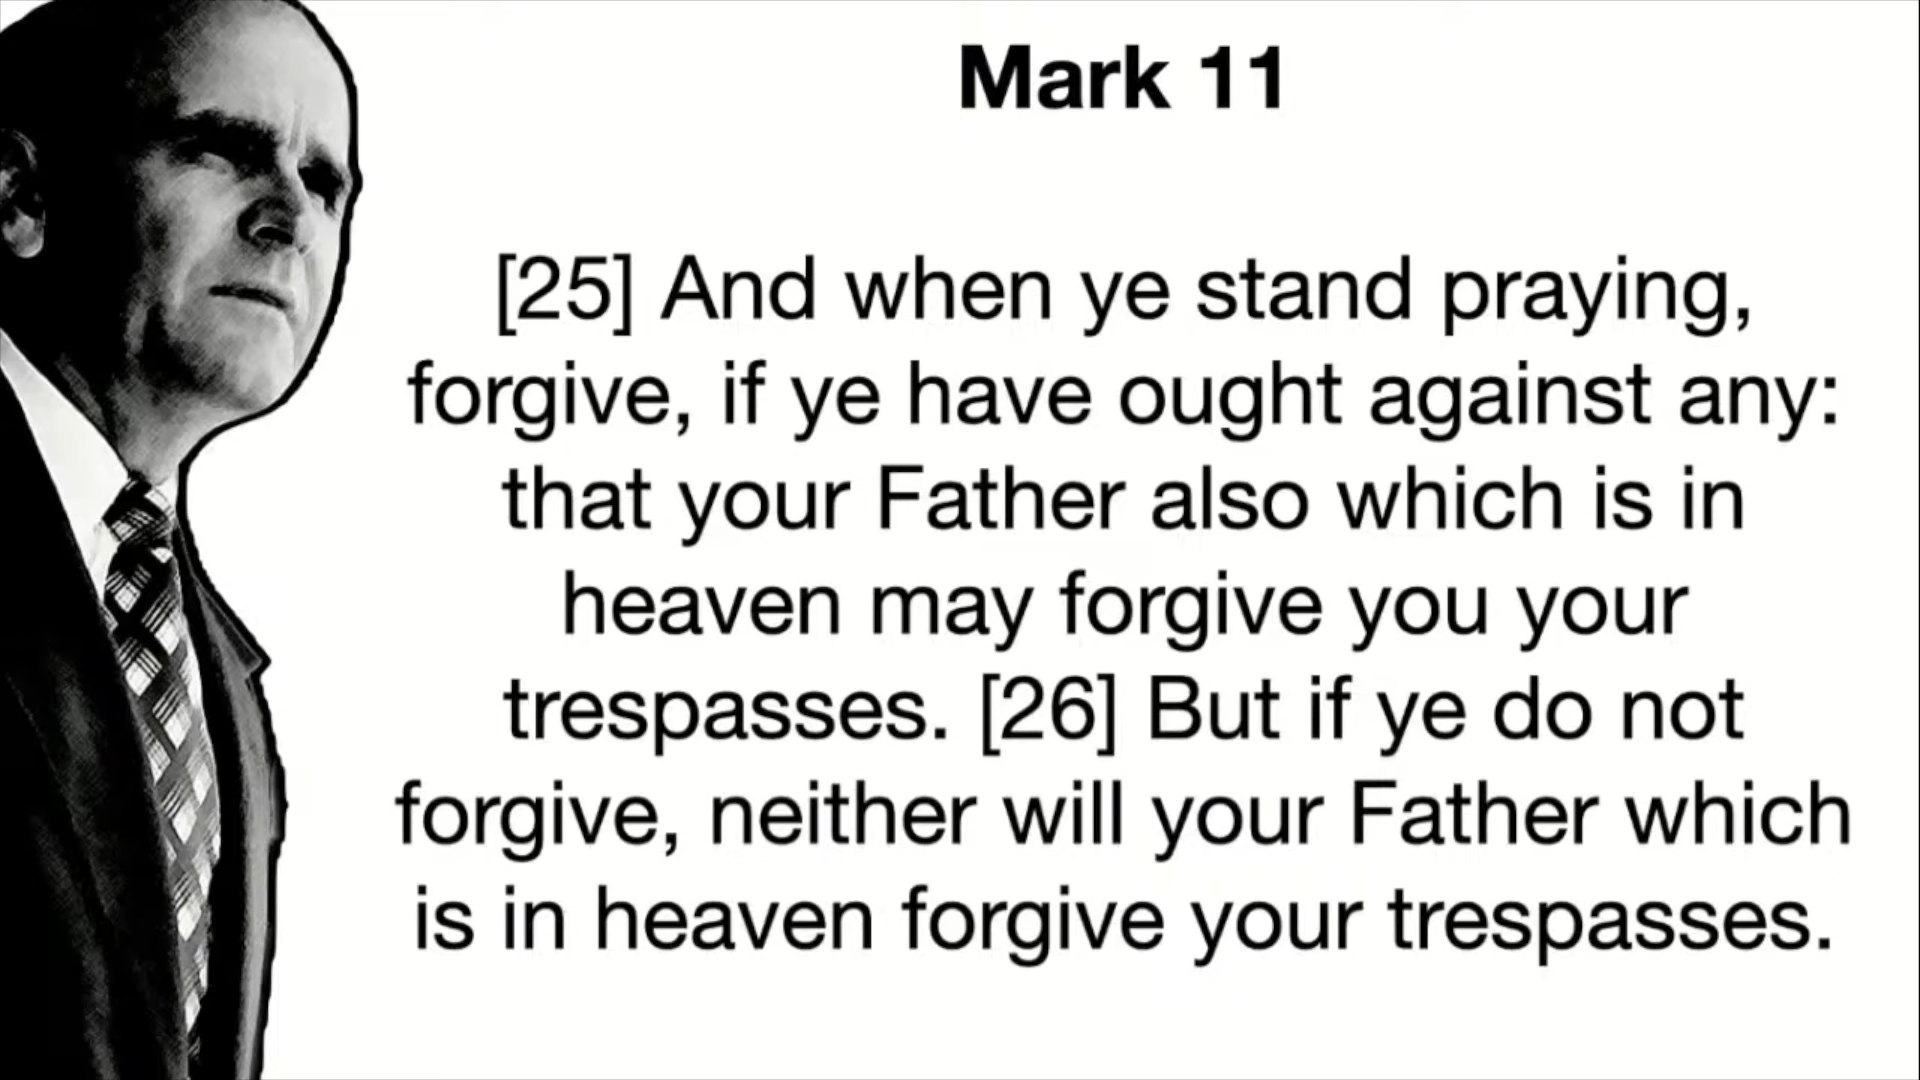 Mark 11
[25] And when ye stand praying,
forgive, if ye have ought against any:
that your Father also which is in
heaven may forgive you your
trespasses. [26] But if ye do not
forgive, neither will your Father which
is in heaven forgive your trespasses.